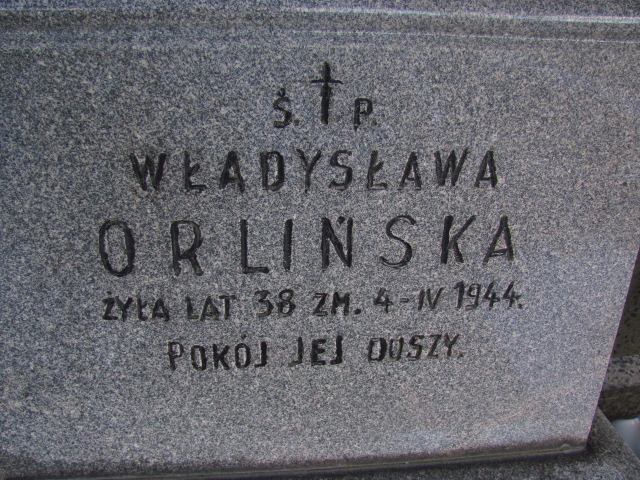 Ś. † P.
WŁADYSŁAWA
ORLIŃSKA
ŻYŁA LAT 38 ZM. 4-IV 1944.
POKÓJ JEJ DUSZY.